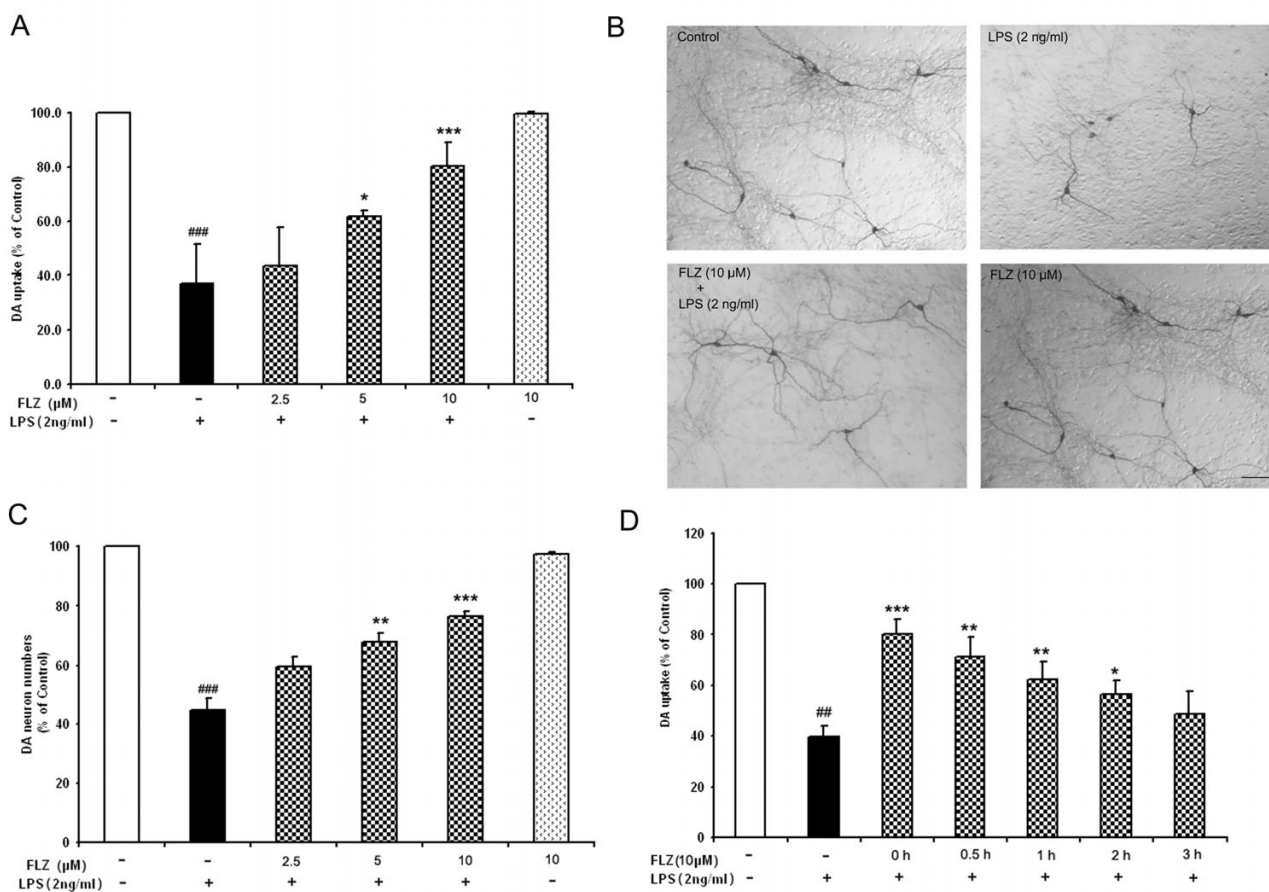 A
DA uptake (% of Control)
100.0
80.0
60.0
40.0
20.0
0.0
###
*
***
FLZ (µM) - - 2.5 5 10 10
LPS(2ng/ml) - + + + + -
B
Control
LPS (2 ng/ml)
FLZ (10 µM)
+
LPS (2 ng/ml)
FLZ (10 µM)
C
DA neuron numbers
(% of Control)
100
80
60
40
20
0
###
**
***
FLZ (µM) - - 2.5 5 10 10
LPS(2ng/ml) - + + + + -
D
DA uptake (% of Control)
120
100
80
60
40
20
0
##
***
**
**
*
FLZ(10µM) - - 0 h 0.5 h 1 h 2 h 3 h
LPS(2ng/ml) - + + + + + +